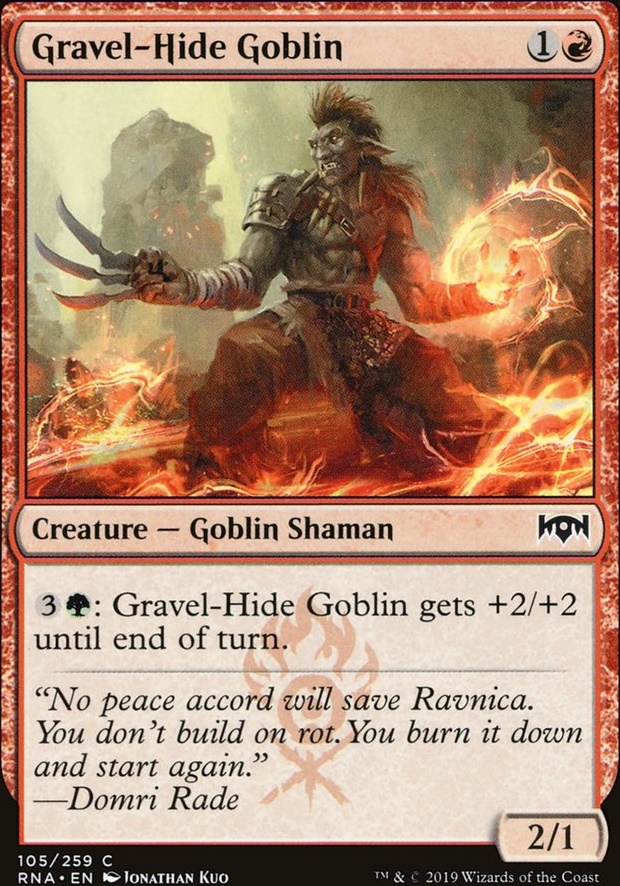 Gravel-Hide Goblin 1
Creature — Goblin Shaman
3: Gravel-Hide Goblin gets +2/+2
until end of turn.
“No peace accord will save Ravnica.
You don’t build on rot. You burn it down
and start again.”
—Domri Rade
2/1
105/259 C
RNA • EN Jonathan Kuo
™ & © 2019 Wizards of the Coast